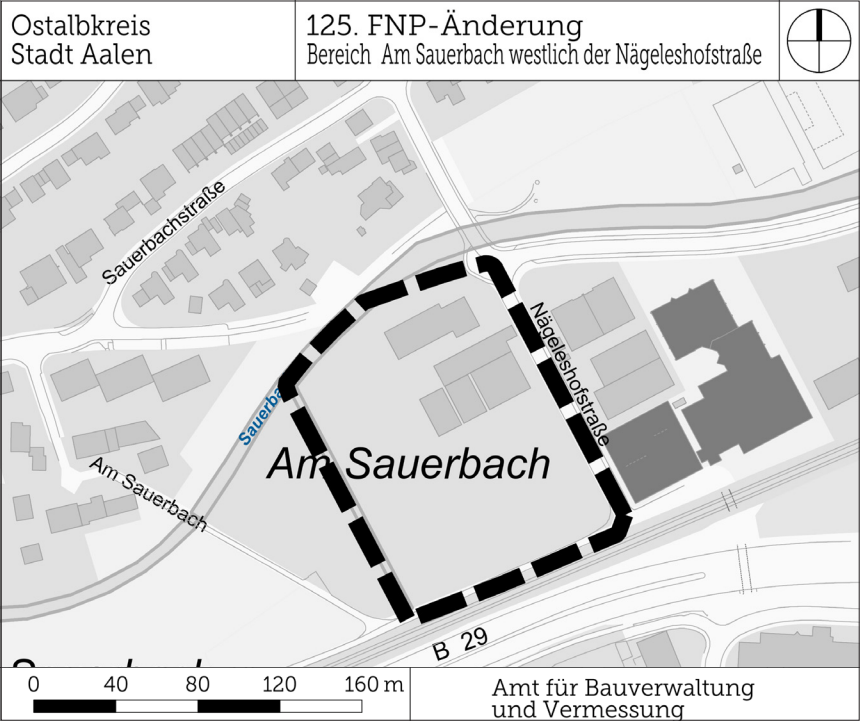 Ostalbkreis
Stadt Aalen
125. FNP-Änderung
Bereich Am Sauerbach westlich der Nägeleshofstraße
Sauerbachstraße
Nägeleshofstraße
Sauerba
Am Sauerbach
Am Sauerbach
B 29
0 40 80 120 160 m
Amt für Bauverwaltung
und Vermessung